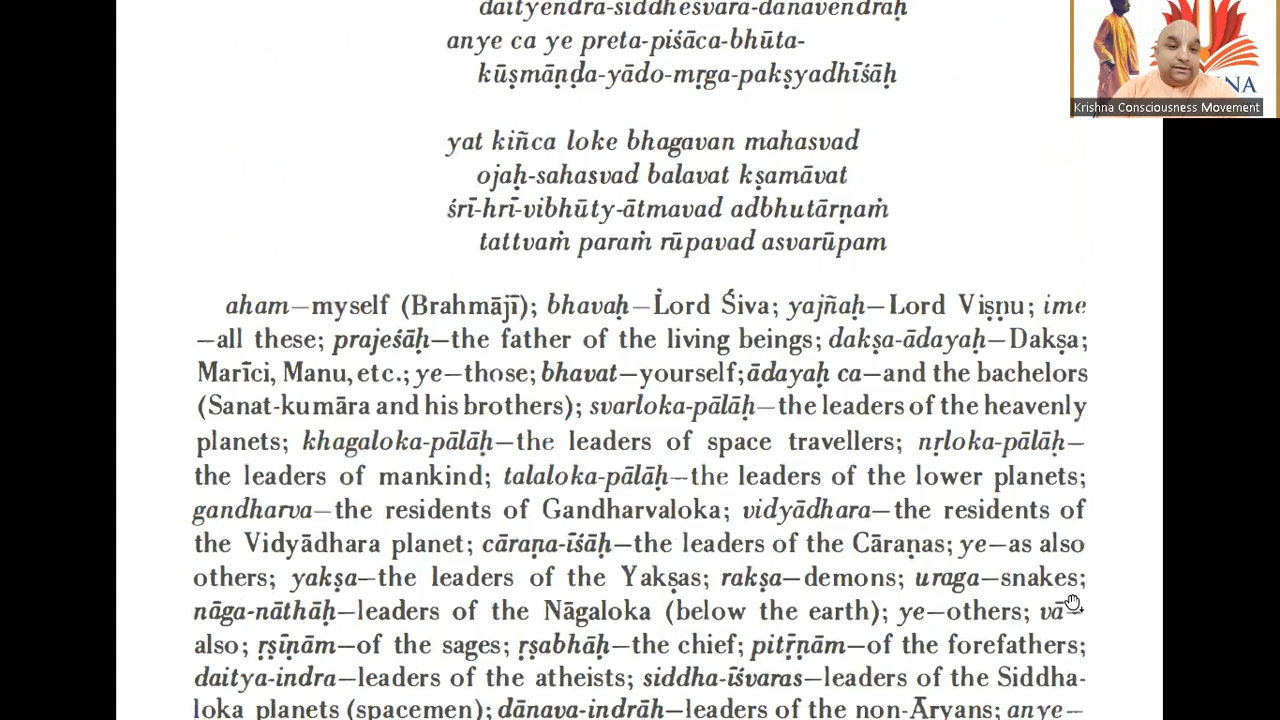 daityendra-siddheśvara-dānavendrāḥ
anye ca ye preta-piśāca-bhūta-
kūṣmāṇḍa-yādo-mṛga-pakṣyadhīśāḥ
yat kiñca loke bhagavan mahasvad
ojaḥ-sahasvad balavat kṣamāvat
śrī-hrī-vibhūty-ātmavad adbhutārṇaṁ
tattvaṁ paraṁ rūpavad asvarūpam
aham—myself (Brahmājī); bhavaḥ—Lord Śiva; yajñaḥ—Lord Viṣṇu; ime
—all these; prajeśāḥ—the father of the living beings; dakṣa-ādayaḥ—Dakṣa;
Marīci, Manu, etc.; ye—those; bhavat—yourself; ādayaḥ ca—and the bachelors
(Sanat-kumāra and his brothers); svarloka-pālāḥ—the leaders of the heavenly
planets; khagaloka-pālāḥ—the leaders of space travellers; nṛloka-pālāḥ—
the leaders of mankind; talaloka-pālāḥ—the leaders of the lower planets;
gandharva—the residents of Gandharvaloka; vidyādhara—the residents of
the Vidyādhara planet; cāraṇa-īśāḥ—the leaders of the Cāraṇas; ye—as also
others; yakṣa—the leaders of the Yakṣas; rakṣa—demons; uraga—snakes;
nāga-nāthāḥ—leaders of the Nāgaloka (below the earth); ye—others; vā—
also; ṛṣīṇām—of the sages; ṛṣabhāḥ—the chief; pitṝṇām—of the forefathers;
daitya-indra—leaders of the atheists; siddha-īśvaras—leaders of the Siddha-
loka planets (spacemen); dānava-indrāḥ—leaders of the non-Āryans; anye—
Krishna Consciousness Movement